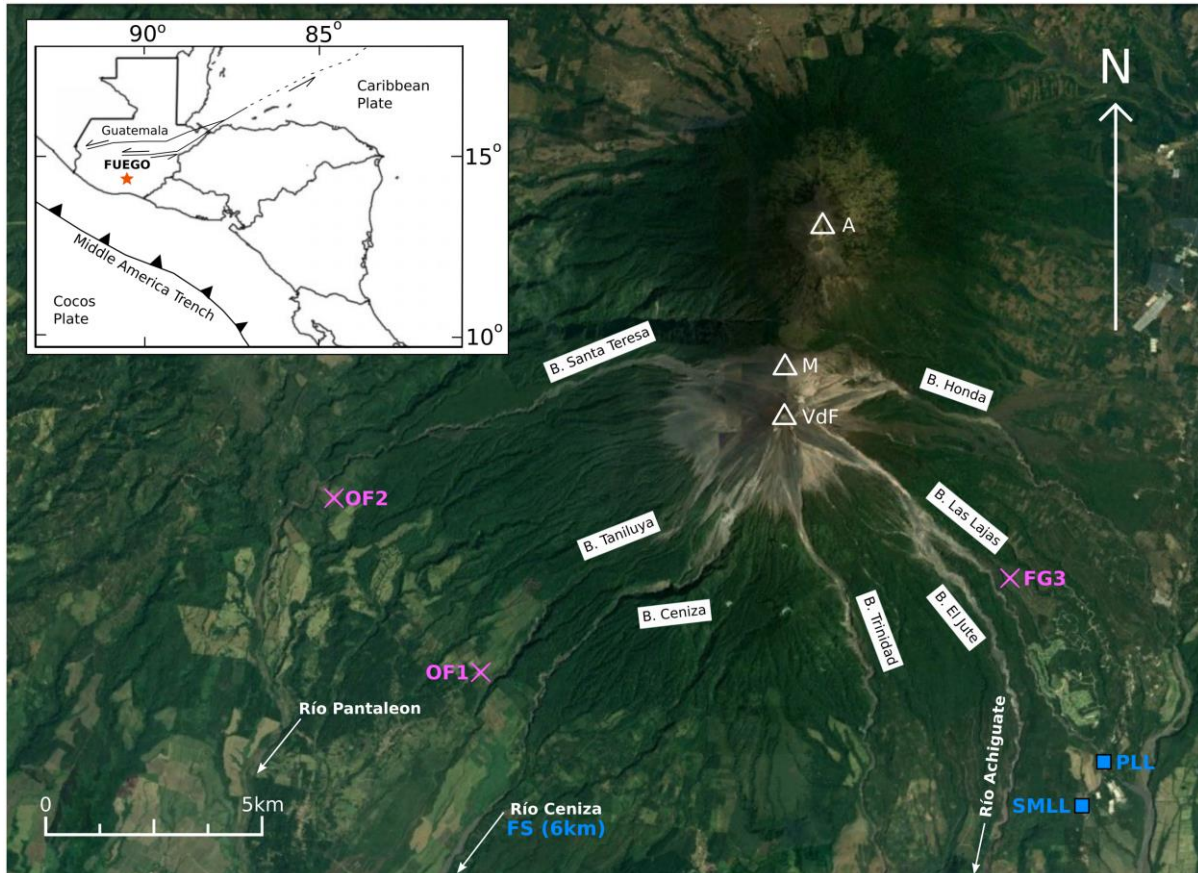 90°
85°
Caribbean
Plate
Guatemala
15°
FUEGO
Middle America Trench
Cocos
Plate
10°
N
A
M
VdF
B. Santa Teresa
B. Honda
OF2
B. Taniluya
B. Las Lajas
FG3
B. Ceniza
B. Trinidad
B. El Jute
OF1
Río Pantaleon
Río Achiguate
PLL
0
5km
Río Ceniza
SMLL
FS (6km)